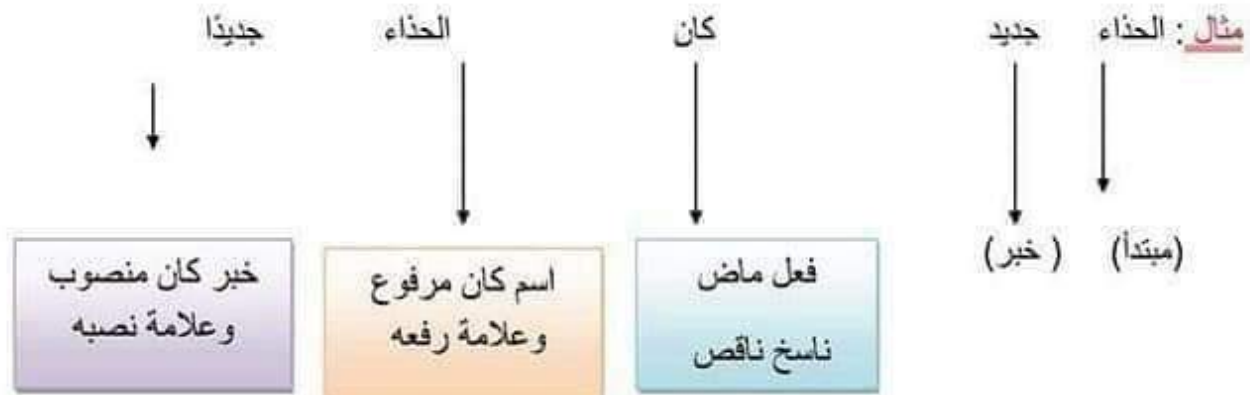 مثال : الحذاء جديد كان الحذاء جديدًا
(مبتدأ) ( خبر)
فعل ماض
ناسخ ناقص
اسم كان مرفوع
وعلامة رفعه
خبر كان منصوب
وعلامة نصبه